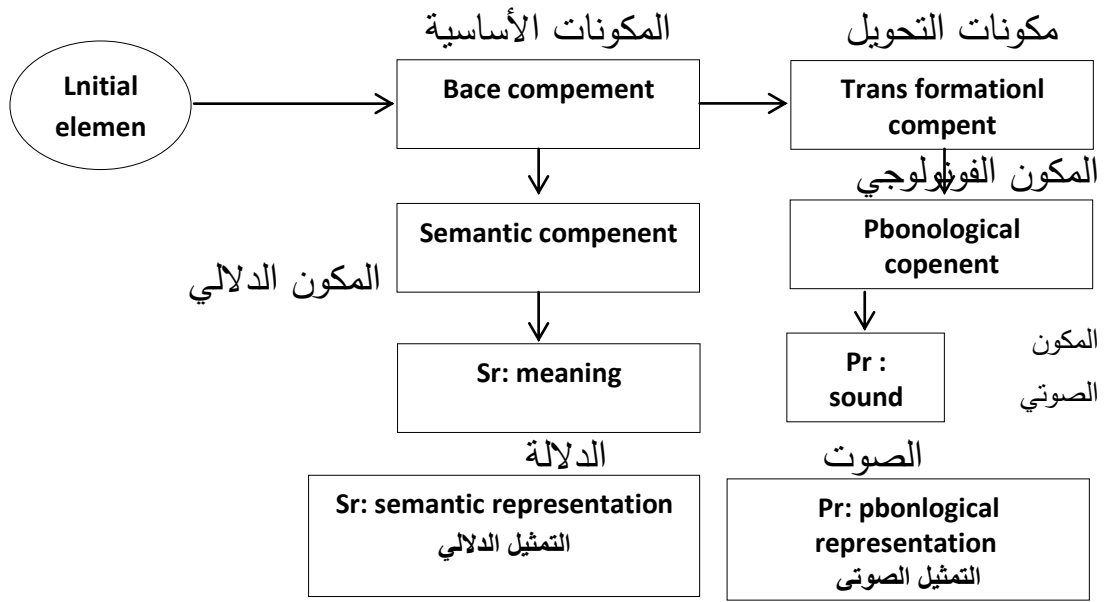 المكونات الأساسية
مكونات التحويل
Lnitial
elemen
Bace compement
Trans formationl
compent
المكون الفونولوجي
Semantic compenent
المكون الدلالي
Pbonological
copenent
Sr: meaning
Pr :
sound
المكون
الصوتي
الدلالة
الصوت
Sr: semantic representation
التمثيل الدلالي
Pr: pbonlogical
representation
التمثيل الصوتى